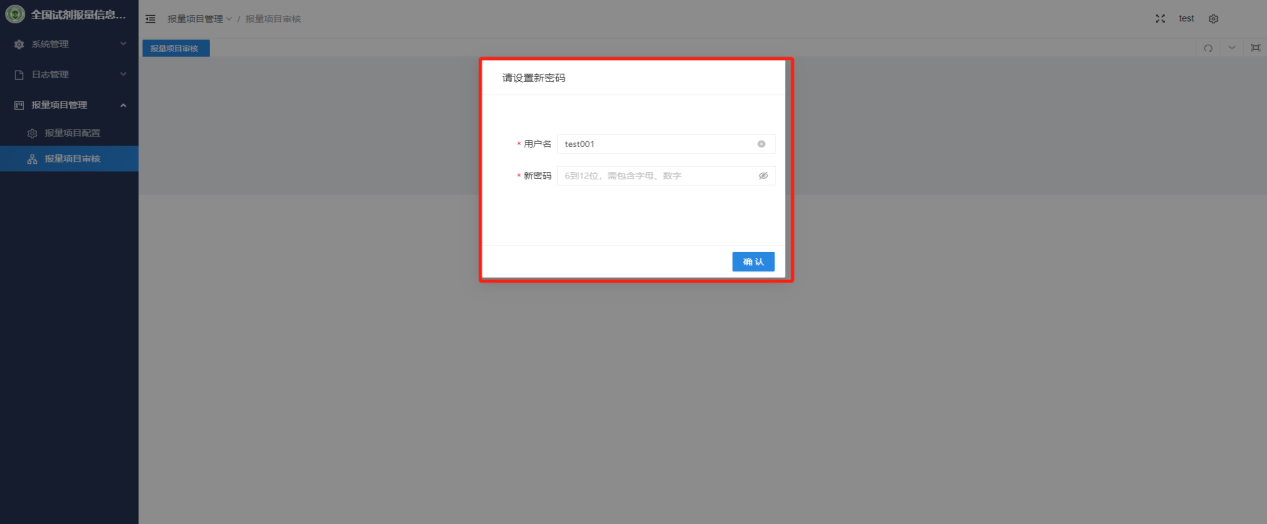 全国试剂报量信息...
系统管理
日志管理
报量项目管理
报量项目配置
报量项目审核
报量项目管理 / 报量项目审核
test
报量项目审核
请设置新密码
* 用户名 test001
* 新密码 6到12位，需包含字母、数字
确 认